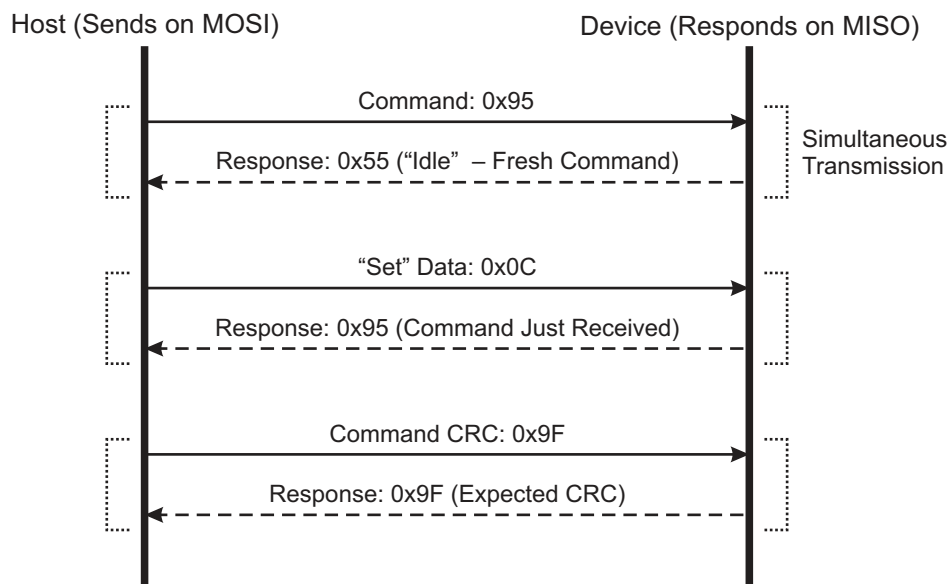 Host (Sends on MOSI)
Device (Responds on MISO)
Command: 0x95
Simultaneous
Transmission
Response: 0x55 (“Idle” – Fresh Command)
“Set” Data: 0x0C
Response: 0x95 (Command Just Received)
Command CRC: 0x9F
Response: 0x9F (Expected CRC)